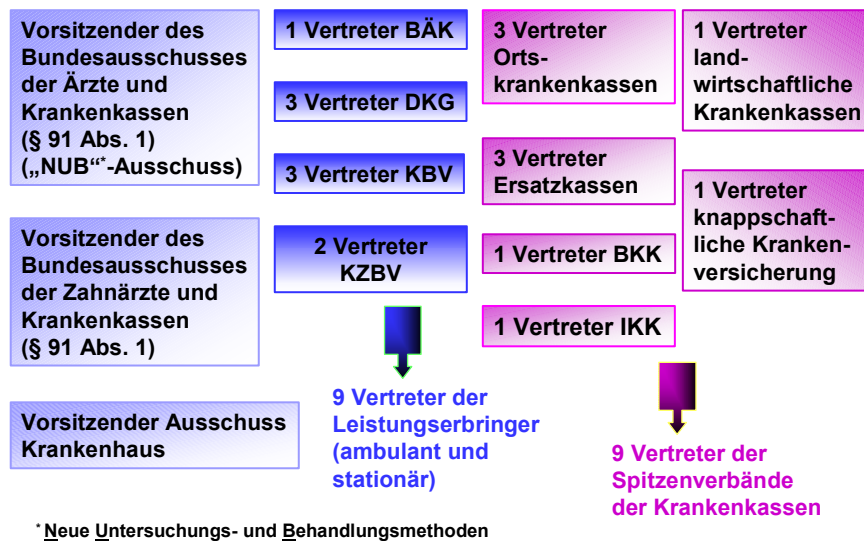 Vorsitzender des
Bundesausschusses
der Ärzte und
Krankenkassen
(§ 91 Abs. 1)
(„NUB“*-Ausschuss)
Vorsitzender des
Bundesausschusses
der Zahnärzte und
Krankenkassen
(§ 91 Abs. 1)
Vorsitzender Ausschuss
Krankenhaus
1 Vertreter BÄK
3 Vertreter DKG
3 Vertreter KBV
2 Vertreter
KZBV
9 Vertreter der
Leistungserbringer
(ambulant und
stationär)
3 Vertreter
Orts-
krankenkassen
3 Vertreter
Ersatzkassen
1 Vertreter BKK
1 Vertreter IKK
1 Vertreter
land-
wirtschaftliche
Krankenkassen
1 Vertreter
knappschaft-
liche Kranken-
versicherung
9 Vertreter der
Spitzenverbände
der Krankenkassen
* Neue Untersuchungs- und Behandlungsmethoden